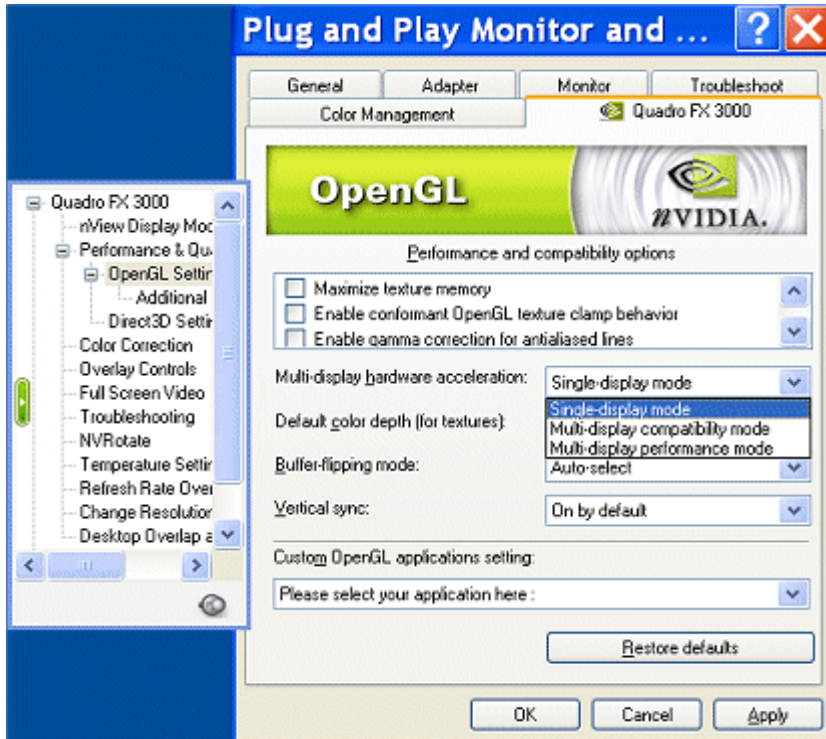 Plug and Play Monitor and ...
General Adapter Monitor Troubleshoot
Color Management Quadro FX 3000
OpenGL
nVIDIA.
Performance and compatibility options
Maximize texture memory
Enable conformant OpenGL texture clamp behavior
Enable gamma correction for antialiased lines
Multi-display hardware acceleration: Single-display mode
Single-display mode
Multi-display compatibility mode
Multi-display performance mode
Default color depth (for textures):
Buffer-flipping mode: Auto-select
Vertical sync: On by default
Custom OpenGL applications setting:
Please select your application here :
Restore defaults
OK Cancel Apply
Quadro FX 3000
nView Display Moc
Performance & Qu
OpenGL Settir
Additional
Direct3D Settir
Color Correction
Overlay Controls
Full Screen Video
Troubleshooting
NVRotate
Temperature Settir
Refresh Rate Over
Change Resolution
Desktop Overlap a